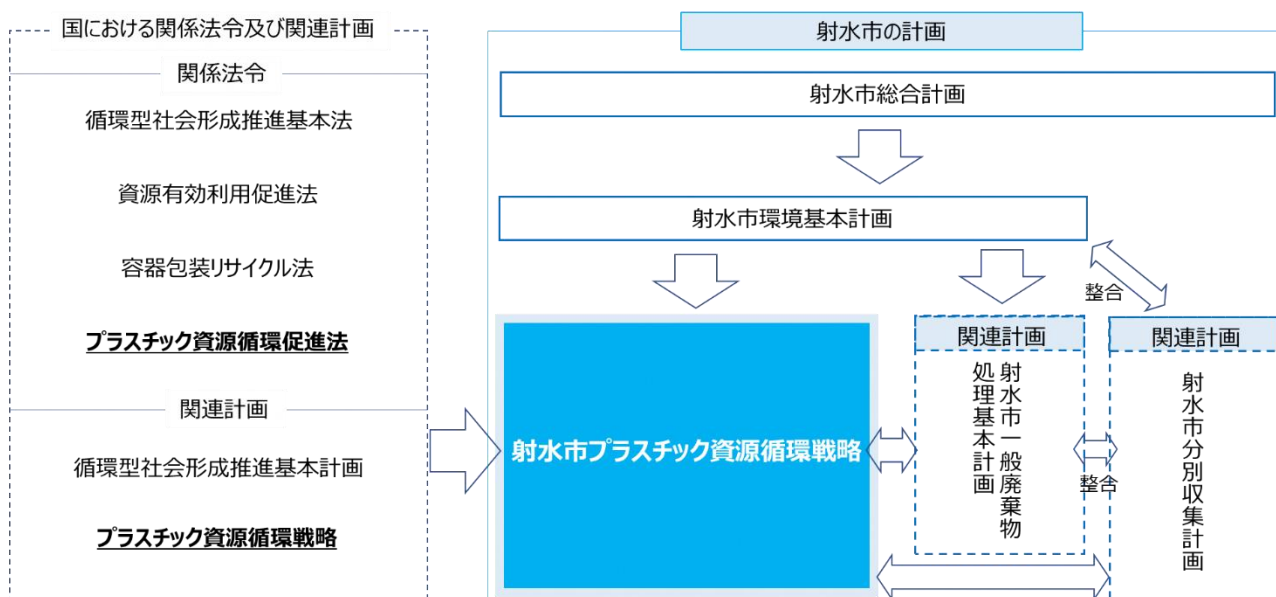 国における関係法令及び関連計画
関係法令
循環型社会形成推進基本法
資源有効利用促進法
容器包装リサイクル法
プラスチック資源循環促進法
関連計画
循環型社会形成推進基本計画
プラスチック資源循環戦略
射水市の計画
射水市総合計画
射水市環境基本計画
整合
射水市プラスチック資源循環戦略
関連計画
射水市一般廃棄物
処理基本計画
整合
関連計画
射水市分別収集計画